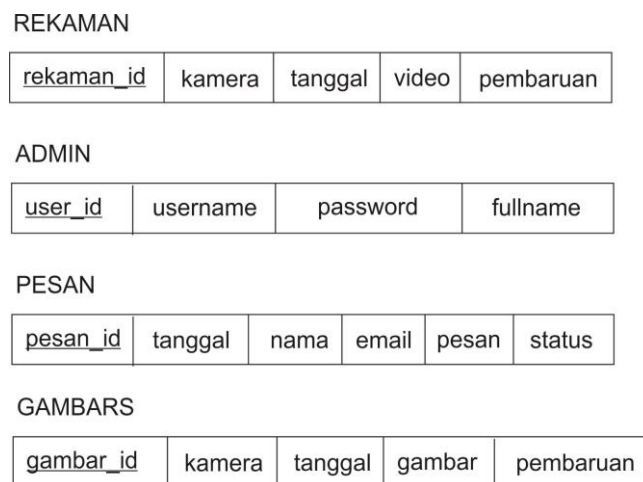 REKAMAN
rekaman_id kamera tanggal video pembaruan
ADMIN
user_id username password fullname
PESAN
pesan_id tanggal nama email pesan status
GAMBARS
gambar_id kamera tanggal gambar pembaruan